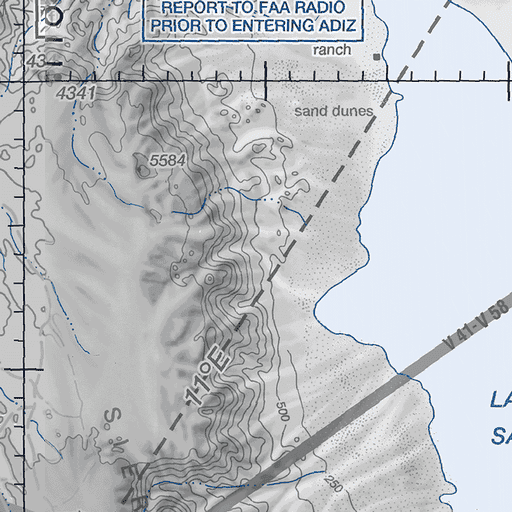 REPORT TO FAA RADIO
PRIOR TO ENTERING ADIZ
ranch
43
4341
sand dunes
5584
V 41-V 58
11°E
500
LA
SA
S.
250